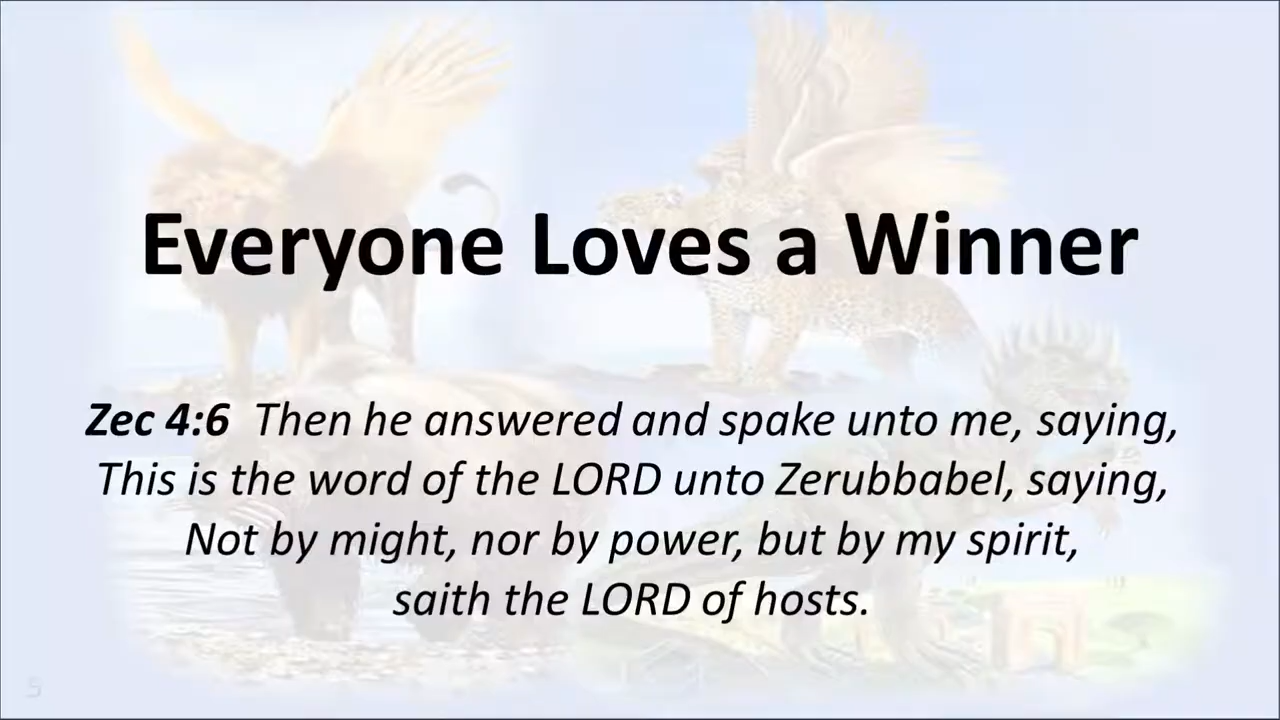 Everyone Loves a Winner
Zec 4:6 Then he answered and spake unto me, saying,
This is the word of the LORD unto Zerubbabel, saying,
Not by might, nor by power, but by my spirit,
saith the LORD of hosts.
5